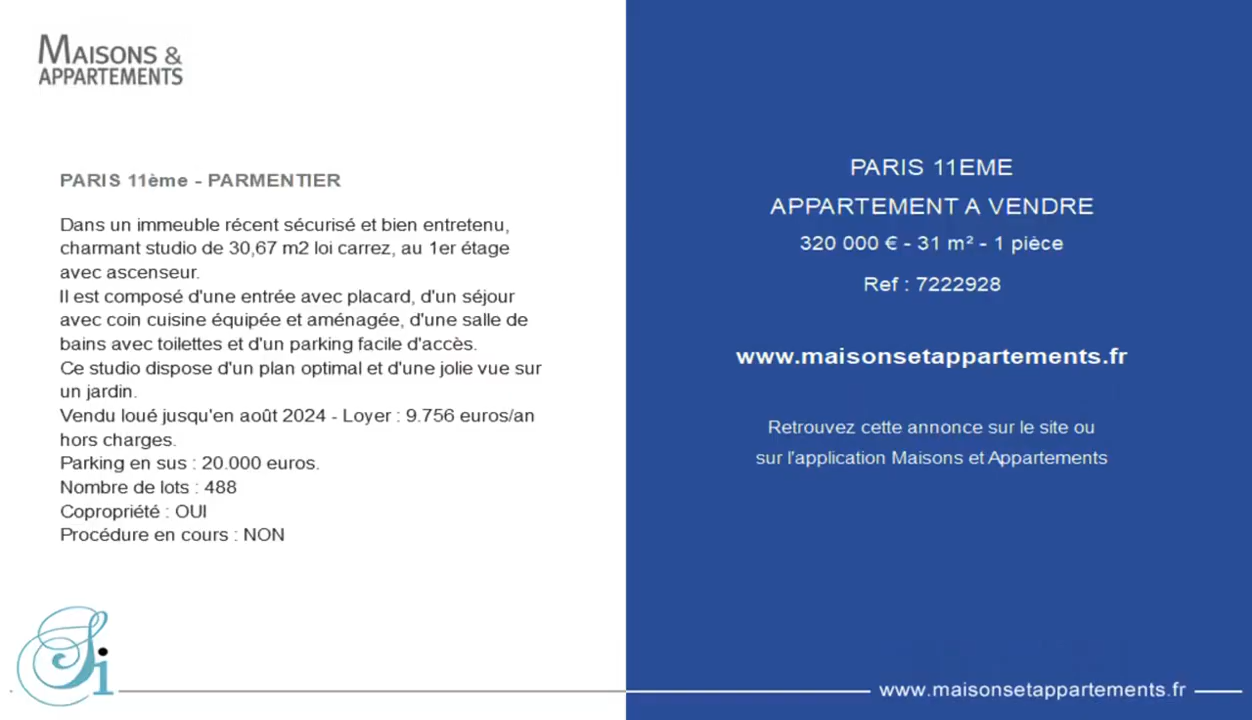 MAISONS &
APPARTEMENTS
PARIS 11ème - PARMENTIER
Dans un immeuble récent sécurisé et bien entretenu,
charmant studio de 30,67 m2 loi carrez, au 1er étage
avec ascenseur.
Il est composé d'une entrée avec placard, d'un séjour
avec coin cuisine équipée et aménagée, d'une salle de
bains avec toilettes et d'un parking facile d'accès.
Ce studio dispose d'un plan optimal et d'une jolie vue sur
un jardin.
Vendu loué jusqu'en août 2024 - Loyer : 9.756 euros/an
hors charges.
Parking en sus : 20.000 euros.
Nombre de lots : 488
Copropriété : OUI
Procédure en cours : NON
Si
PARIS 11EME
APPARTEMENT A VENDRE
320 000 € - 31 m² - 1 pièce
Ref : 7222928
www.maisonsetappartements.fr
Retrouvez cette annonce sur le site ou
sur l'application Maisons et Appartements
www.maisonsetappartements.fr